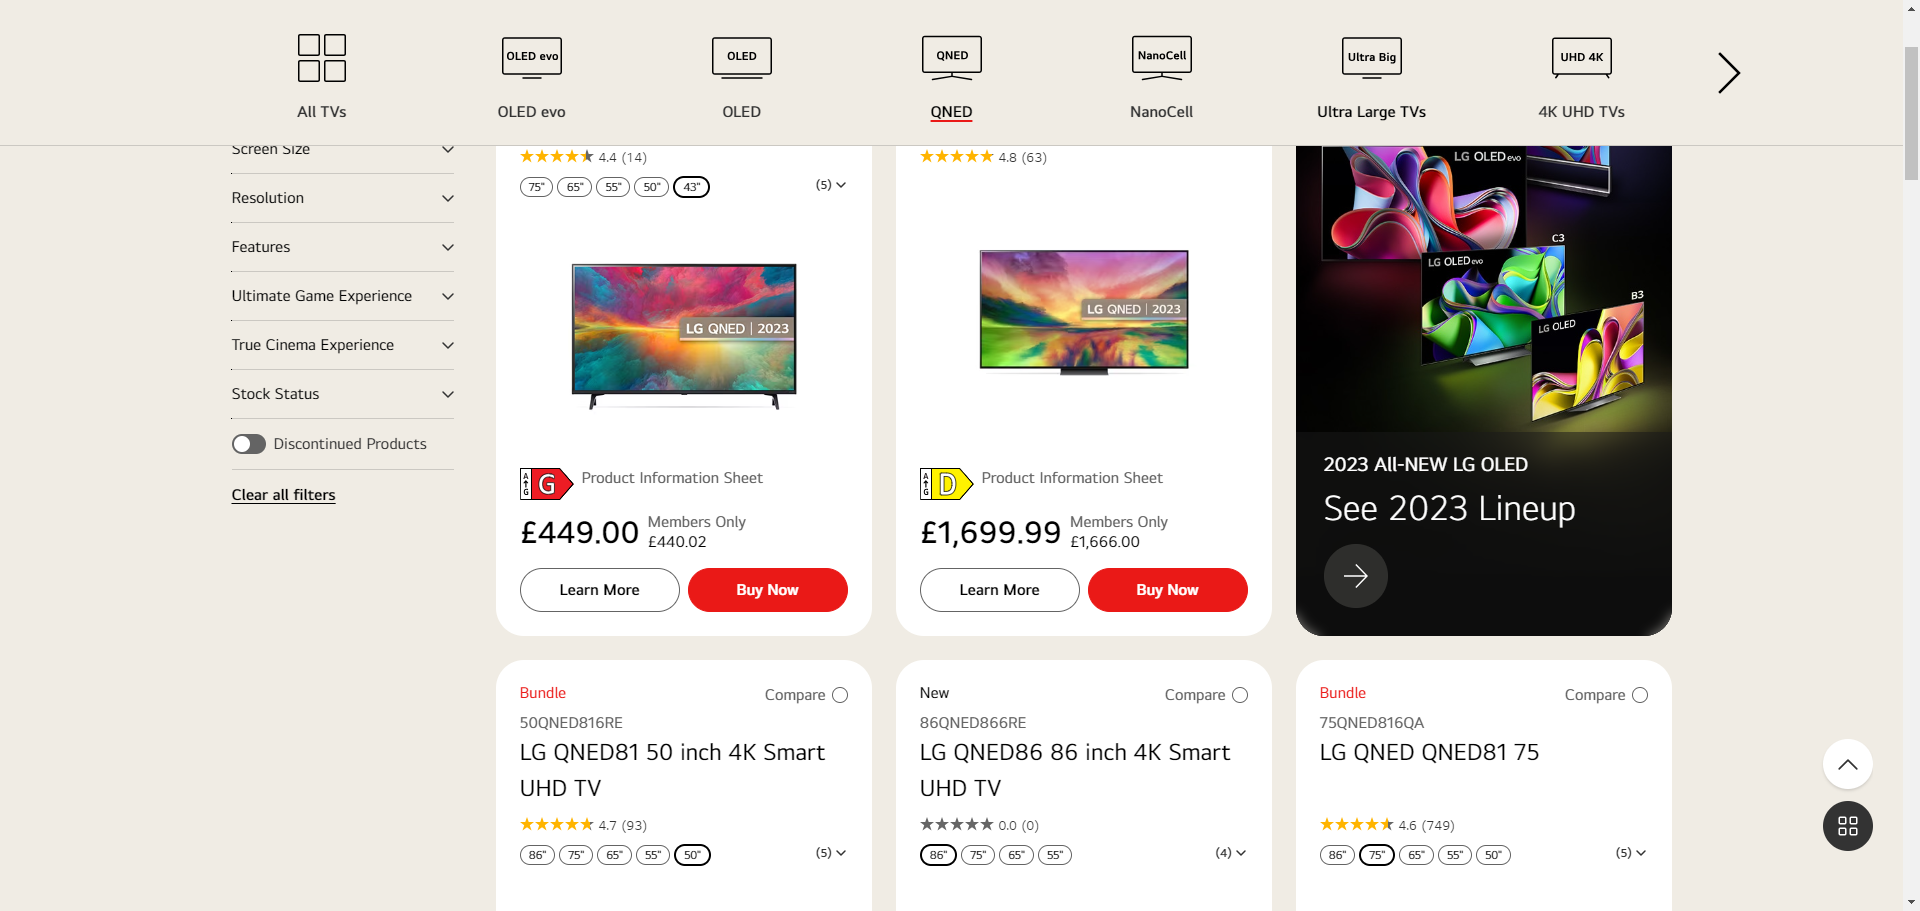 OLED evo
OLED
QNED
NanoCell
Ultra Big
UHD 4K
All TVs
OLED evo
OLED
QNED
NanoCell
Ultra Large TVs
4K UHD TVs
Screen Size
Resolution
Features
Ultimate Game Experience
True Cinema Experience
Stock Status
Discontinued Products
Clear all filters
4.4 (14)
75"
65"
55"
50"
43"
(5)
LG QNED | 2023
A
G
G
Product Information Sheet
£449.00
Members Only
£440.02
Learn More
Buy Now
4.8 (63)
LG QNED | 2023
A
G
D
Product Information Sheet
£1,699.99
Members Only
£1,666.00
Learn More
Buy Now
LG OLED evo
C3
LG OLED evo
B3
LG OLED
2023 All-NEW LG OLED
See 2023 Lineup
Bundle
Compare
50QNED816RE
LG QNED81 50 inch 4K Smart
UHD TV
4.7 (93)
86"
75"
65"
55"
50"
(5)
New
Compare
86QNED866RE
LG QNED86 86 inch 4K Smart
UHD TV
0.0 (0)
86"
75"
65"
55"
(4)
Bundle
Compare
75QNED816QA
LG QNED QNED81 75
4.6 (749)
86"
75"
65"
55"
50"
(5)